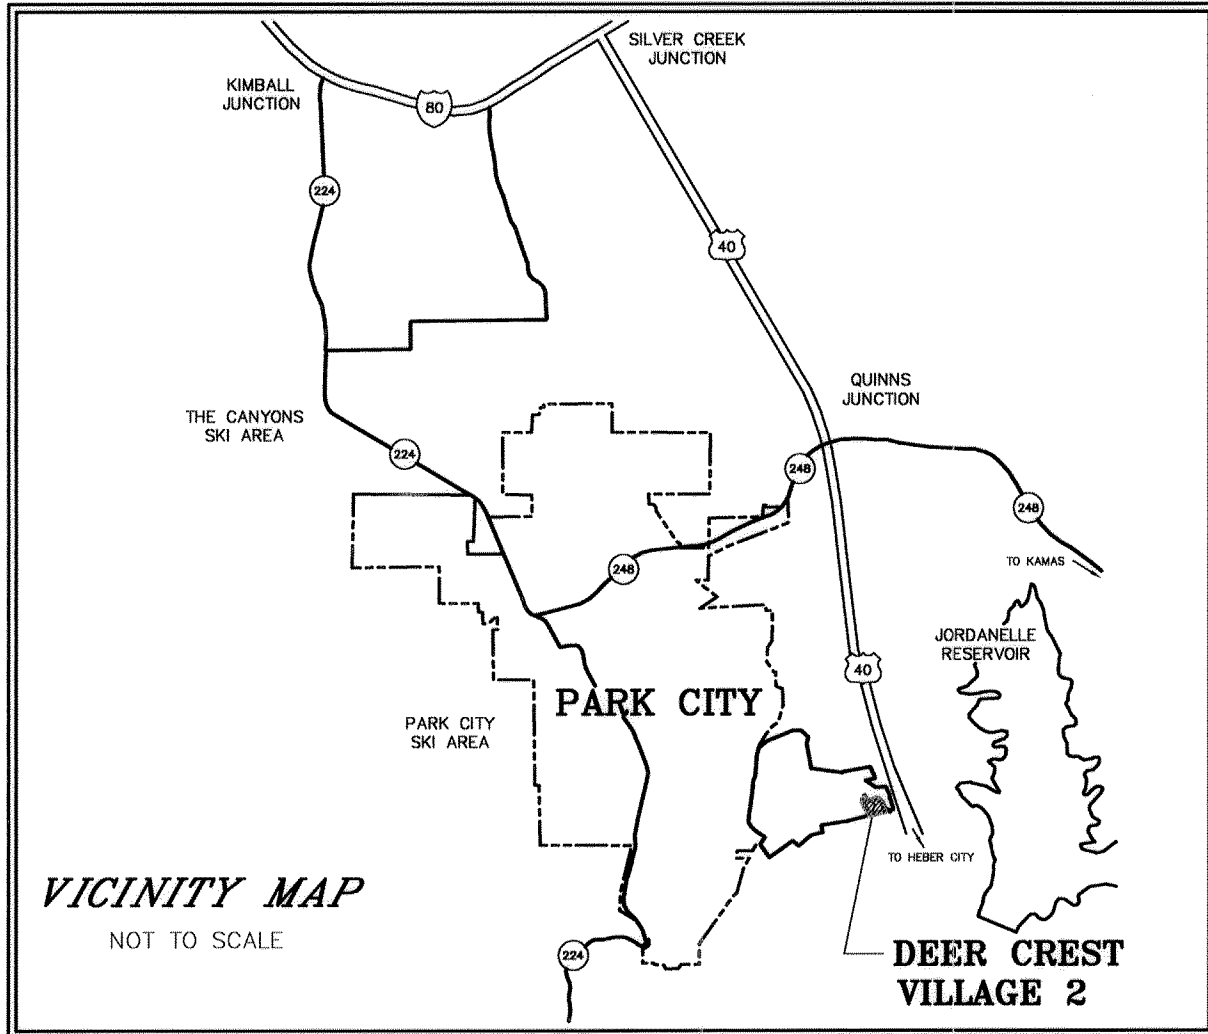 SILVER CREEK
JUNCTION
KIMBALL
JUNCTION
80
224
40
QUINNS
JUNCTION
THE CANYONS
SKI AREA
224
248
248
TO KAMAS
248
JORDANELLE
RESERVOIR
40
PARK CITY
PARK CITY
SKI AREA
TO HEBER CITY
VICINITY MAP
NOT TO SCALE
224
DEER CREST
VILLAGE 2